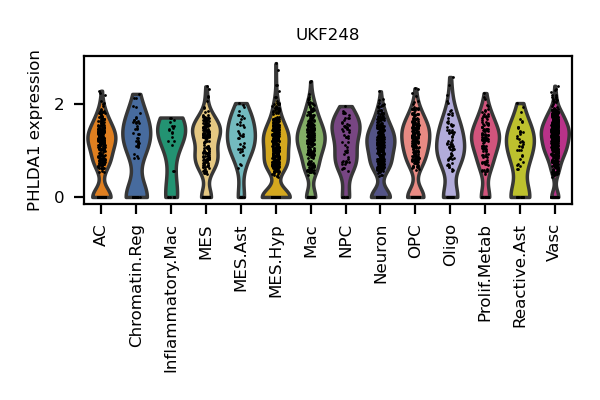 UKF248
PHLDA1 expression
2
0
AC
Chromatin.Reg
Inflammatory.Mac
MES
MES.Ast
MES.Hyp
Mac
NPC
Neuron
OPC
Oligo
Prolif.Metab
Reactive.Ast
Vasc